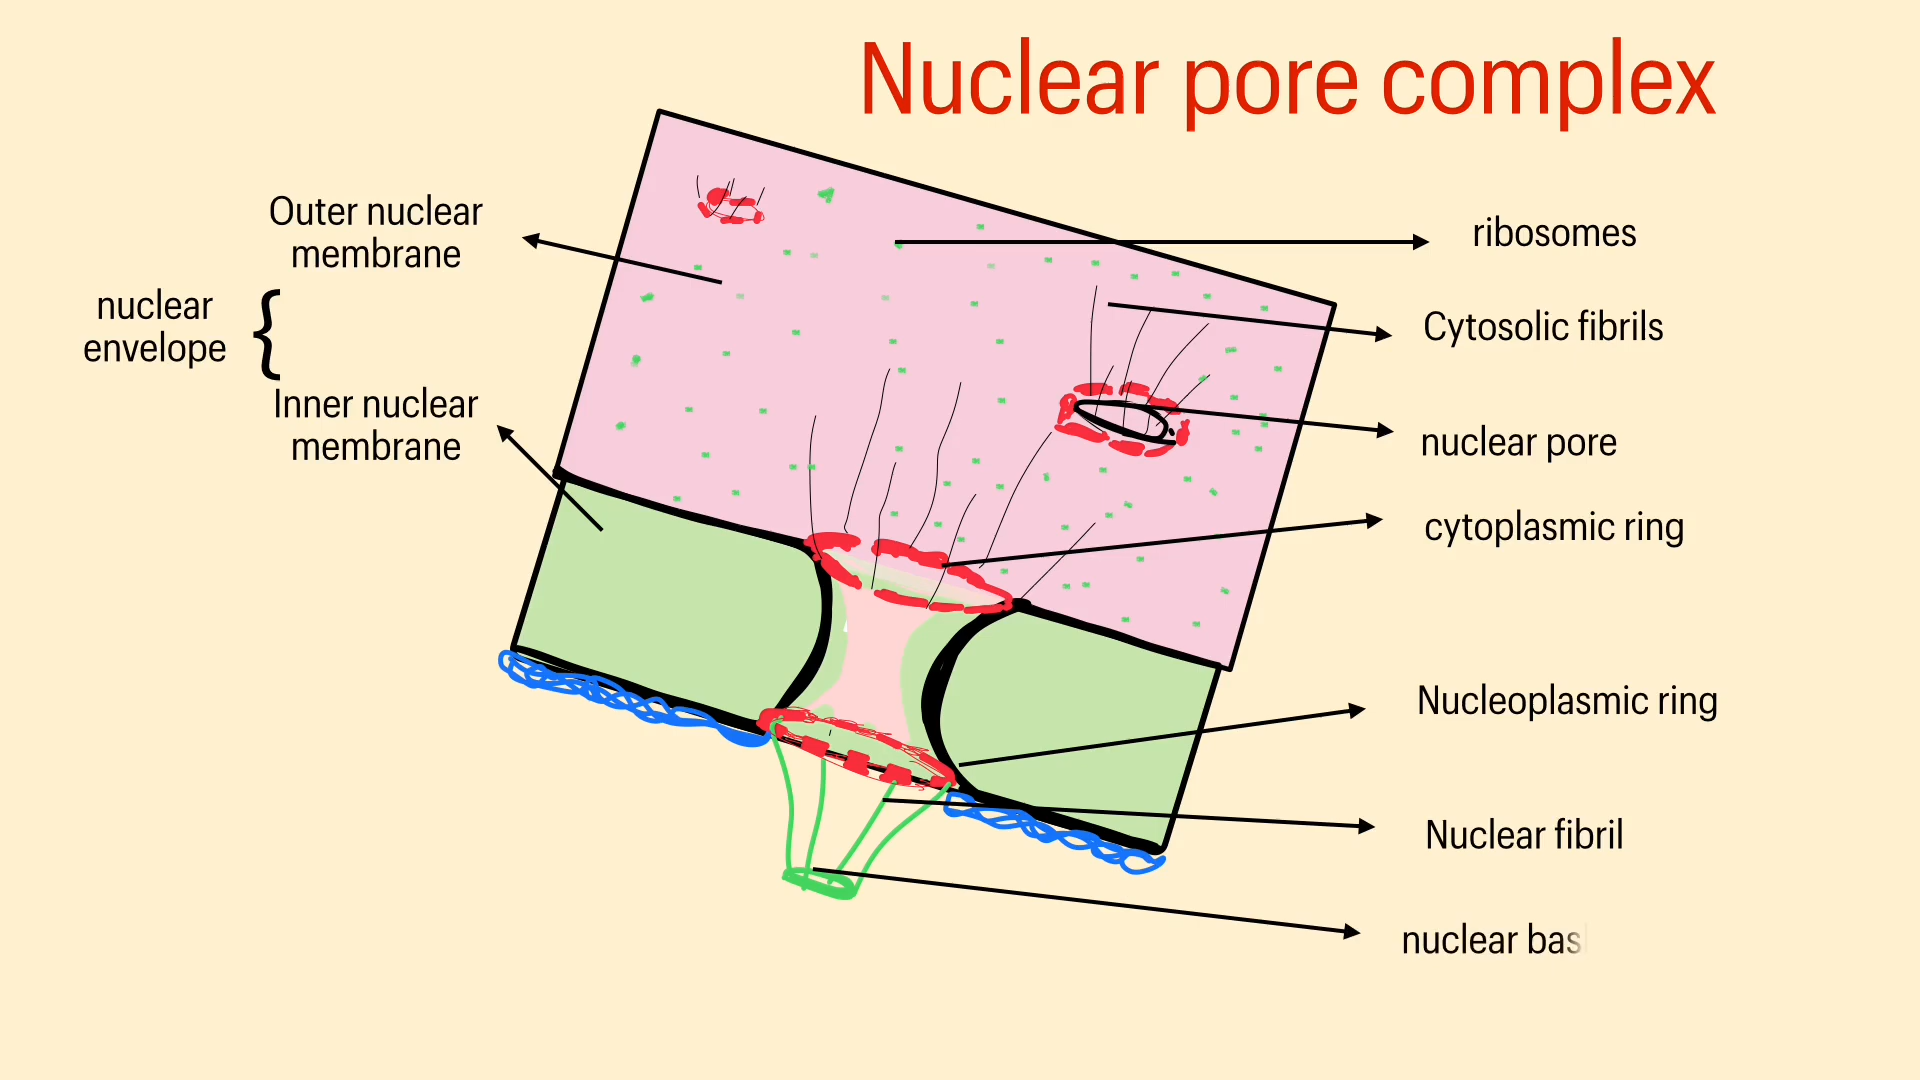 Nuclear pore complex
Outer nuclear
membrane
nuclear
envelope
Inner nuclear
membrane
ribosomes
Cytosolic fibrils
nuclear pore
cytoplasmic ring
Nucleoplasmic ring
Nuclear fibril
nuclear bas